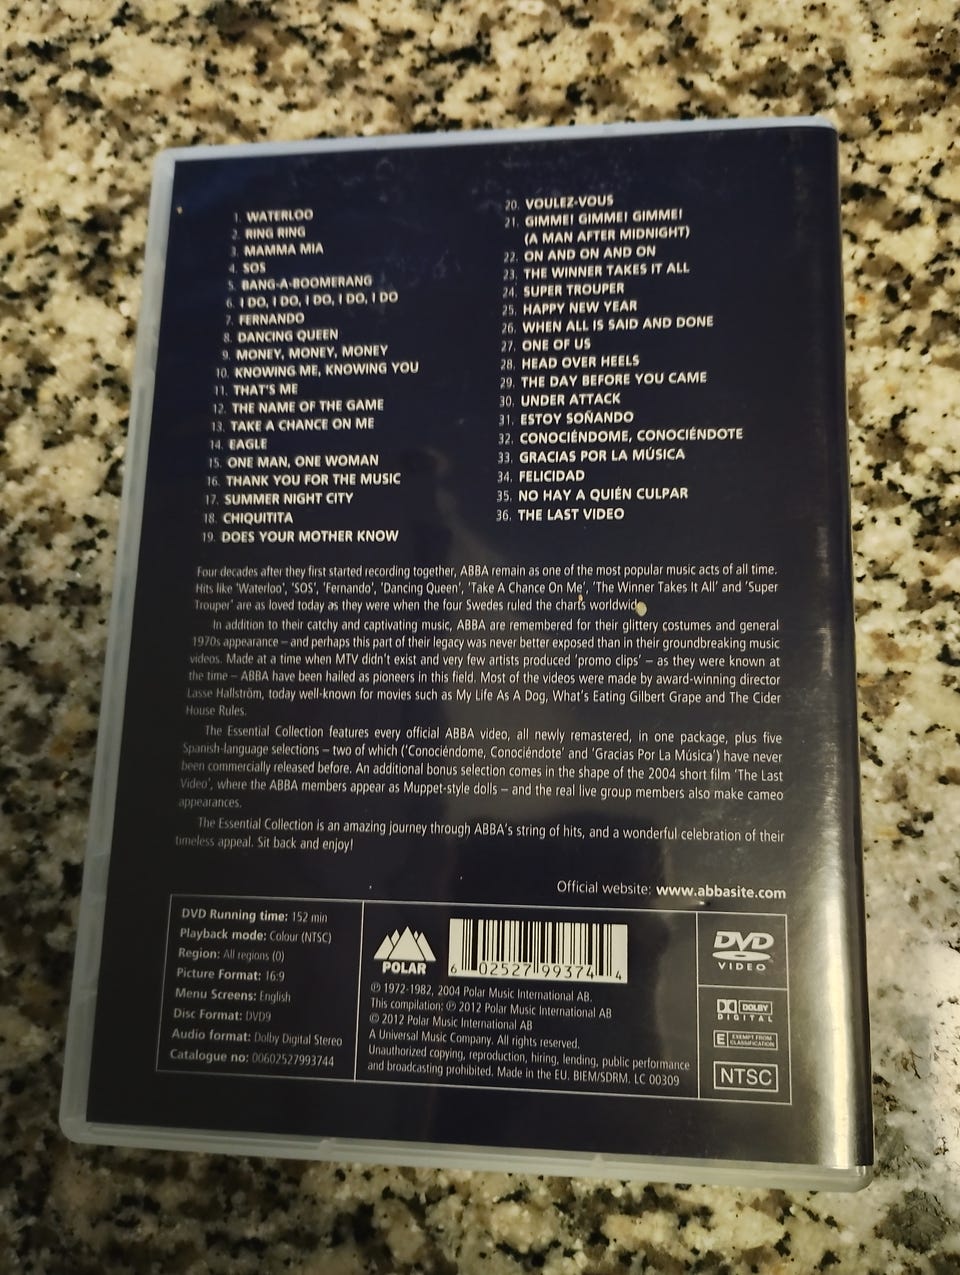 1. WATERLOO
2. RING RING
3. MAMMA MIA
4. SOS
5. BANG-A-BOOMERANG
6. I DO, I DO, I DO, I DO, I DO
7. FERNANDO
8. DANCING QUEEN
9. MONEY, MONEY, MONEY
10. KNOWING ME, KNOWING YOU
11. THAT'S ME
12. THE NAME OF THE GAME
13. TAKE A CHANCE ON ME
14. EAGLE
15. ONE MAN, ONE WOMAN
16. THANK YOU FOR THE MUSIC
17. SUMMER NIGHT CITY
18. CHIQUITITA
19. DOES YOUR MOTHER KNOW
20. VOULEZ-VOUS
21. GIMME! GIMME! GIMME!
(A MAN AFTER MIDNIGHT)
22. ON AND ON AND ON
23. THE WINNER TAKES IT ALL
24. SUPER TROUPER
25. HAPPY NEW YEAR
26. WHEN ALL IS SAID AND DONE
27. ONE OF US
28. HEAD OVER HEELS
29. THE DAY BEFORE YOU CAME
30. UNDER ATTACK
31. ESTOY SOÑANDO
32. CONOCIÉNDOME, CONOCIÉNDOTE
33. GRACIAS POR LA MÚSICA
34. FELICIDAD
35. NO HAY A QUIÉN CULPAR
36. THE LAST VIDEO
Four decades after they first started recording together, ABBA remain as one of the most popular music acts of all time.
Hits like 'Waterloo', 'SOS', 'Fernando', 'Dancing Queen', 'Take A Chance On Me', 'The Winner Takes It All' and 'Super
Trouper' are as loved today as they were when the four Swedes ruled the charts worldwide.
In addition to their catchy and captivating music, ABBA are remembered for their glittery costumes and general
1970s appearance – and perhaps this part of their legacy was never better exposed than in their groundbreaking music
videos. Made at a time when MTV didn't exist and very few artists produced 'promo clips' – as they were known at
the time – ABBA have been hailed as pioneers in this field. Most of the videos were made by award-winning director
Lasse Hallström, today well-known for movies such as My Life As A Dog, What's Eating Gilbert Grape and The Cider
House Rules.
The Essential Collection features every official ABBA video, all newly remastered, in one package, plus five
Spanish-language selections – two of which ('Conociéndome, Conociéndote' and 'Gracias Por La Música') have never
been commercially released before. An additional bonus selection comes in the shape of the 2004 short film 'The Last
Video', where the ABBA members appear as Muppet-style dolls – and the real live group members also make cameo
appearances.
The Essential Collection is an amazing journey through ABBA's string of hits, and a wonderful celebration of their
timeless appeal. Sit back and enjoy!
Official website: www.abbasite.com
DVD Running time: 152 min
Playback mode: Colour (NTSC)
Region: All regions (0)
Picture Format: 16:9
Menu Screens: English
Disc Format: DVD9
Audio format: Dolby Digital Stereo
Catalogue no: 00602527993744
POLAR
6 02527 99374 4
℗ 1972-1982, 2004 Polar Music International AB.
This compilation: ℗ 2012 Polar Music International AB
© 2012 Polar Music International AB
A Universal Music Company. All rights reserved.
Unauthorized copying, reproduction, hiring, lending, public performance
and broadcasting prohibited. Made in the EU. BIEM/SDRM. LC 00309
DVD
VIDEO
DOLBY
DIGITAL
E EXEMPT FROM
CLASSIFICATION
NTSC